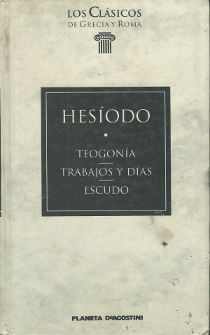 LOS CLÁSICOS
DE GRECIA Y ROMA
HESÍODO
•
TEOGONÍA
TRABAJOS Y DÍAS
ESCUDO
PLANETA DEAGOSTINI